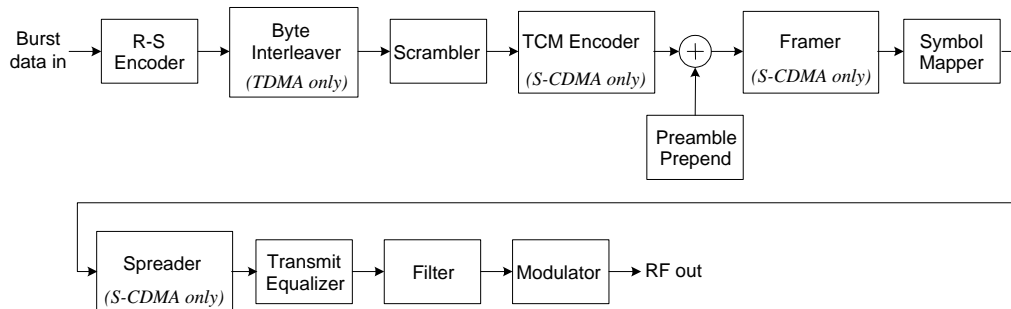 Burst
data in
R-S
Encoder
Byte
Interleaver
(TDMA only)
Scrambler
TCM Encoder
(S-CDMA only)
Framer
(S-CDMA only)
Symbol
Mapper
Preamble
Prepend
Spreader
(S-CDMA only)
Transmit
Equalizer
Filter
Modulator
RF out